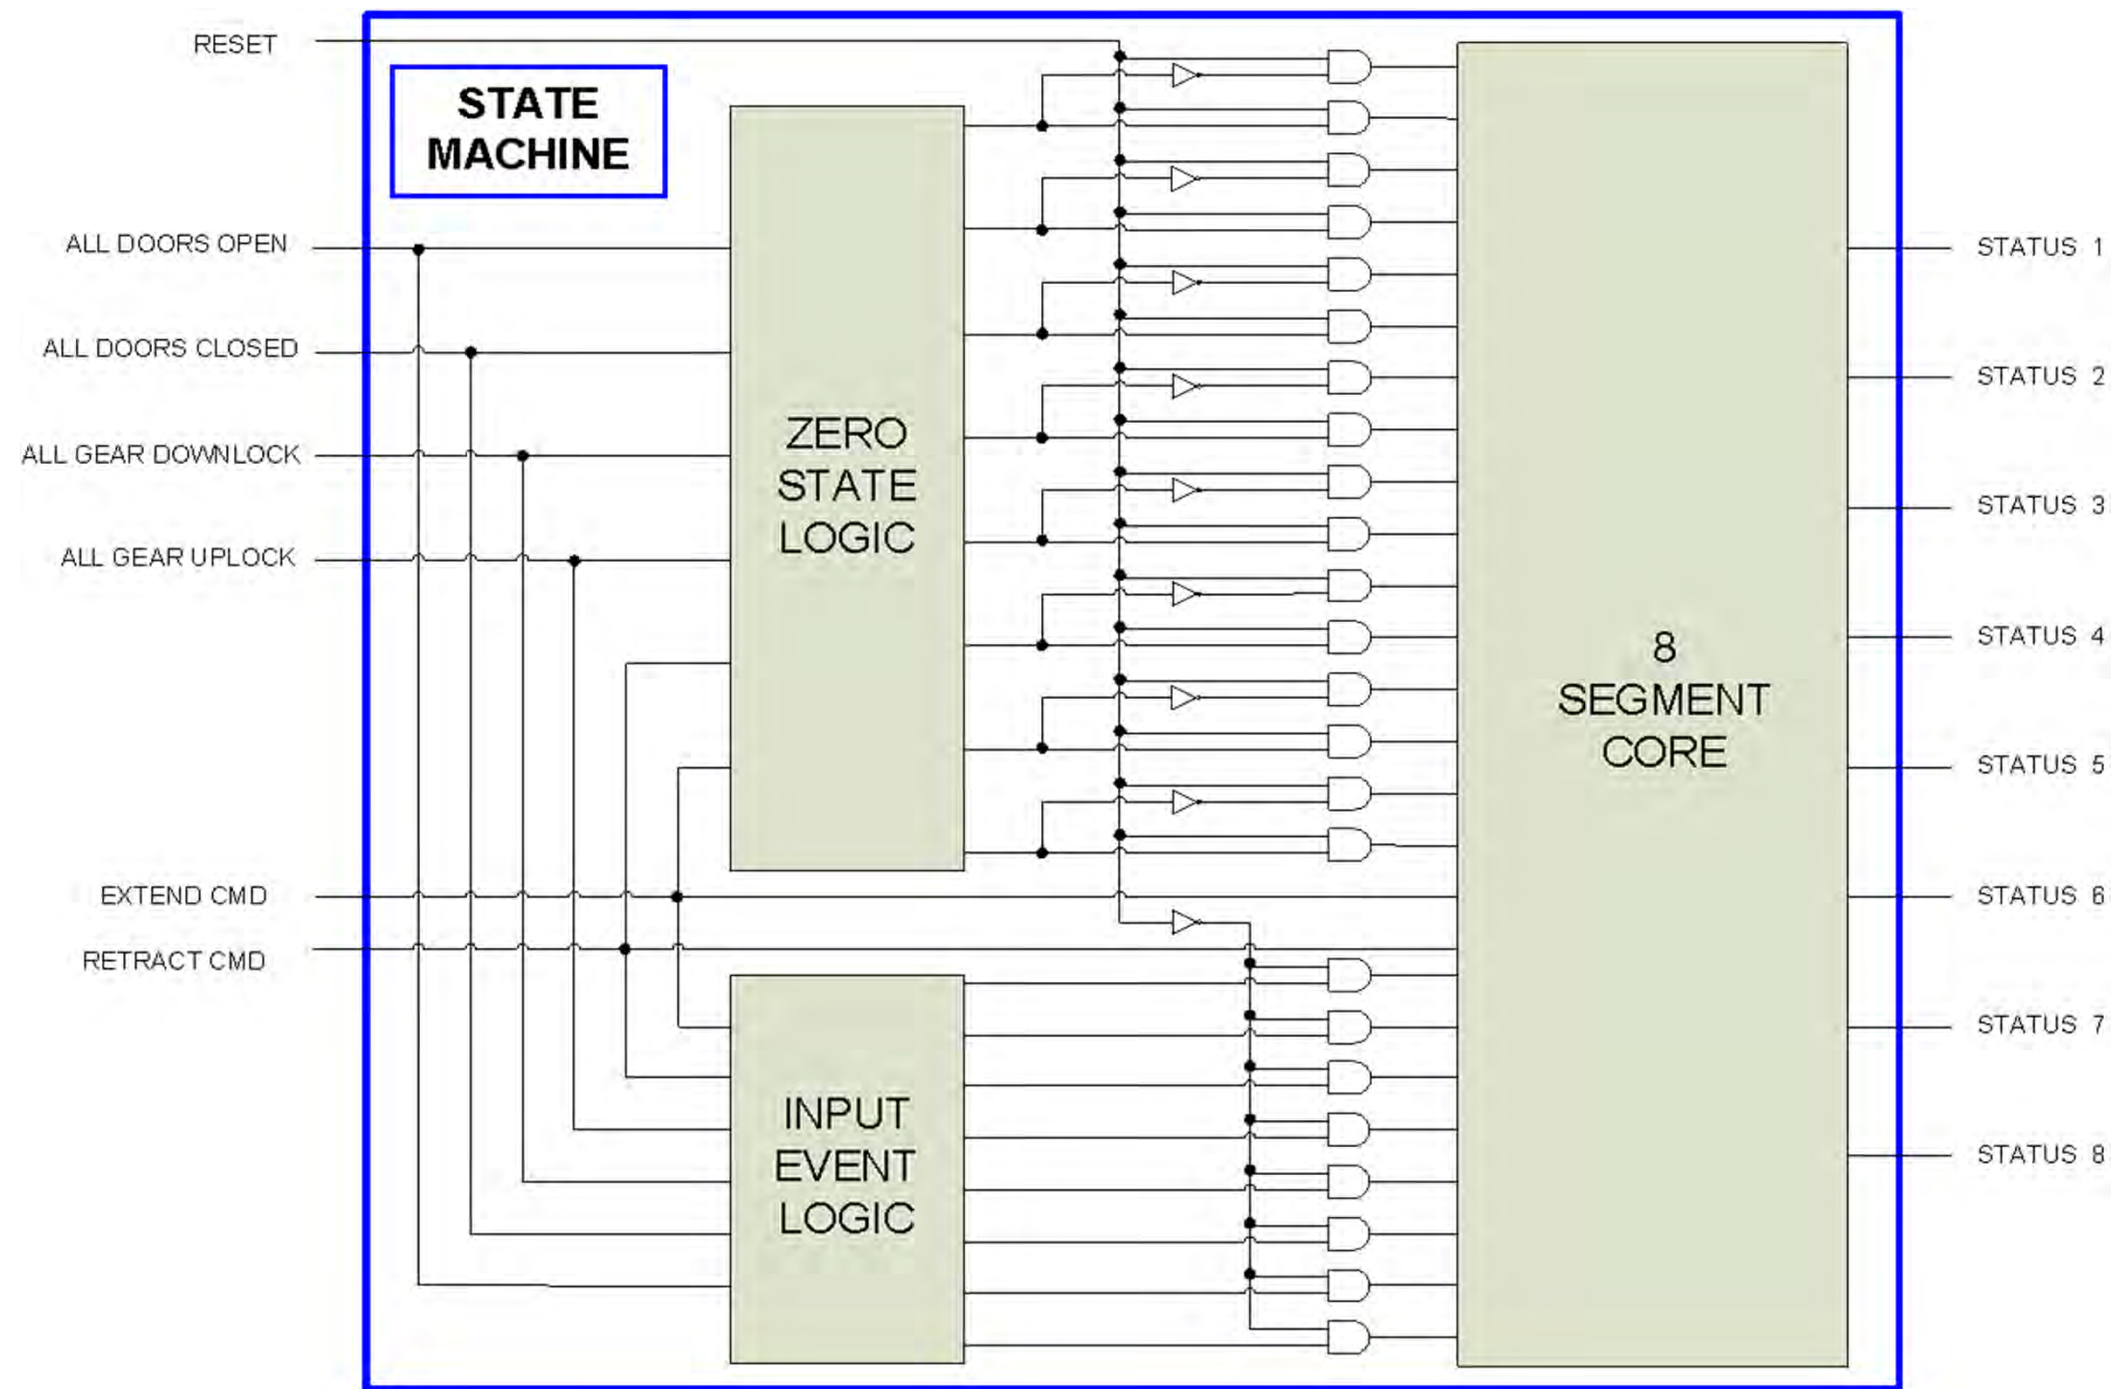 RESET
STATE
MACHINE
ALL DOORS OPEN
ALL DOORS CLOSED
ALL GEAR DOWNLOCK
ALL GEAR UPLOCK
EXTEND CMD
RETRACT CMD
ZERO
STATE
LOGIC
INPUT
EVENT
LOGIC
8
SEGMENT
CORE
STATUS 1
STATUS 2
STATUS 3
STATUS 4
STATUS 5
STATUS 6
STATUS 7
STATUS 8